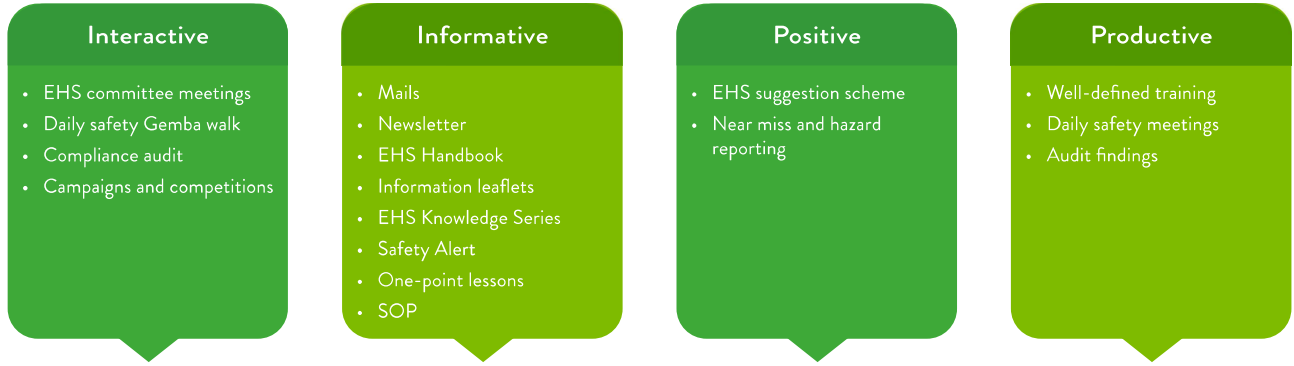 Interactive
• EHS committee meetings
• Daily safety Gemba walk
• Compliance audit
• Campaigns and competitions
Informative
• Mails
• Newsletter
• EHS Handbook
• Information leaflets
• EHS Knowledge Series
• Safety Alert
• One-point lessons
• SOP
Positive
• EHS suggestion scheme
• Near miss and hazard
reporting
Productive
• Well-defined training
• Daily safety meetings
• Audit findings